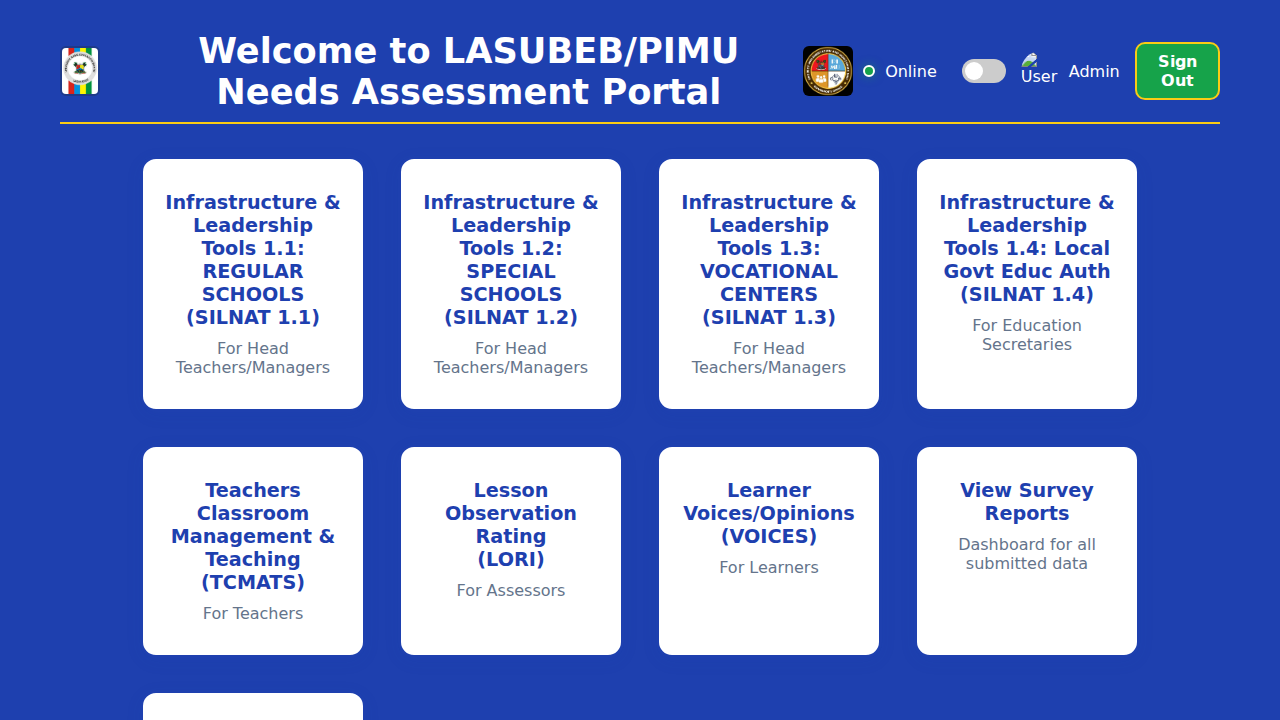 Welcome to LASUBEB/PIMU
Needs Assessment Portal
Online
User
Admin
Sign
Out
Infrastructure &
Leadership
Tools 1.1:
REGULAR
SCHOOLS
(SILNAT 1.1)
For Head
Teachers/Managers
Infrastructure &
Leadership
Tools 1.2:
SPECIAL
SCHOOLS
(SILNAT 1.2)
For Head
Teachers/Managers
Infrastructure &
Leadership
Tools 1.3:
VOCATIONAL
CENTERS
(SILNAT 1.3)
For Head
Teachers/Managers
Infrastructure &
Leadership
Tools 1.4: Local
Govt Educ Auth
(SILNAT 1.4)
For Education
Secretaries
Teachers
Classroom
Management &
Teaching
(TCMATS)
For Teachers
Lesson
Observation
Rating
(LORI)
For Assessors
Learner
Voices/Opinions
(VOICES)
For Learners
View Survey
Reports
Dashboard for all
submitted data